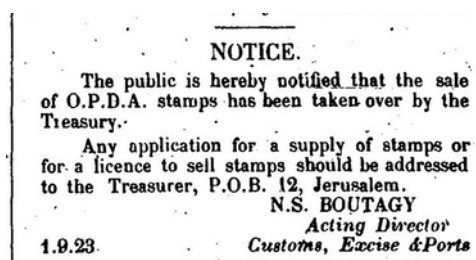 NOTICE.
The public is hereby notified that the sale
of O.P.D.A. stamps has been taken over by the
Treasury.
Any application for a supply of stamps or
for a licence to sell stamps should be addressed
to the Treasurer, P.O.B. 12, Jerusalem.
N.S. BOUTAGY
Acting Director
1.9.23 Customs, Excise &Ports